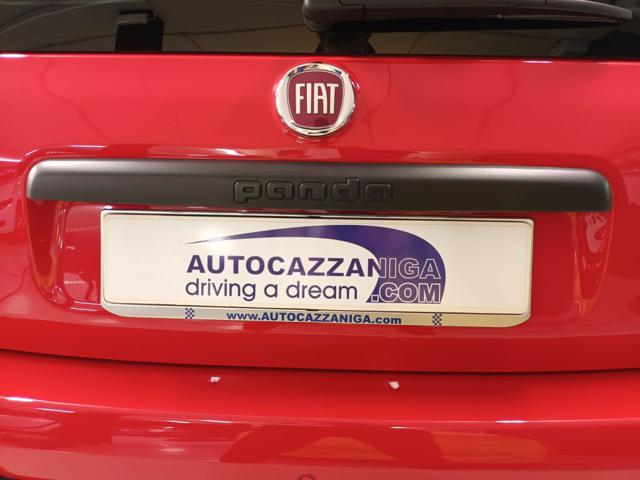 FIAT
panda
AUTOCAZZANIGA
driving a dream .COM
www.AUTOCAZZANIGA.com